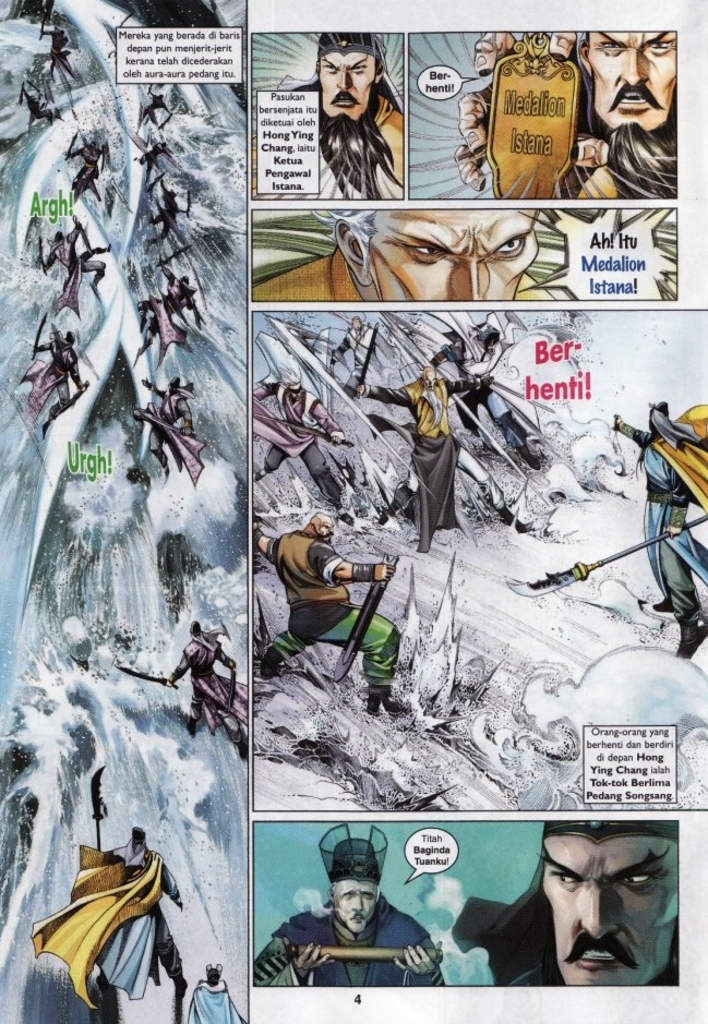 Mereka yang berada di baris
depan pun menjerit-jerit
kerana telah dicederakan
oleh aura-aura pedang itu.
Argh!
Urgh!
Pasukan
bersenjata itu
diketuai oleh
Hong Ying
Chang, iaitu
Ketua
Pengawal
Istana.
Ber-
henti!
Medalion
Istana
Ah! Itu
Medalion
Istana!
Ber-
henti!
Orang-orang yang
berhenti dan berdiri
di depan Hong
Ying Chang ialah
Tok-tok Berlima
Pedang Songsang.
Titah
Baginda
Tuanku!
4